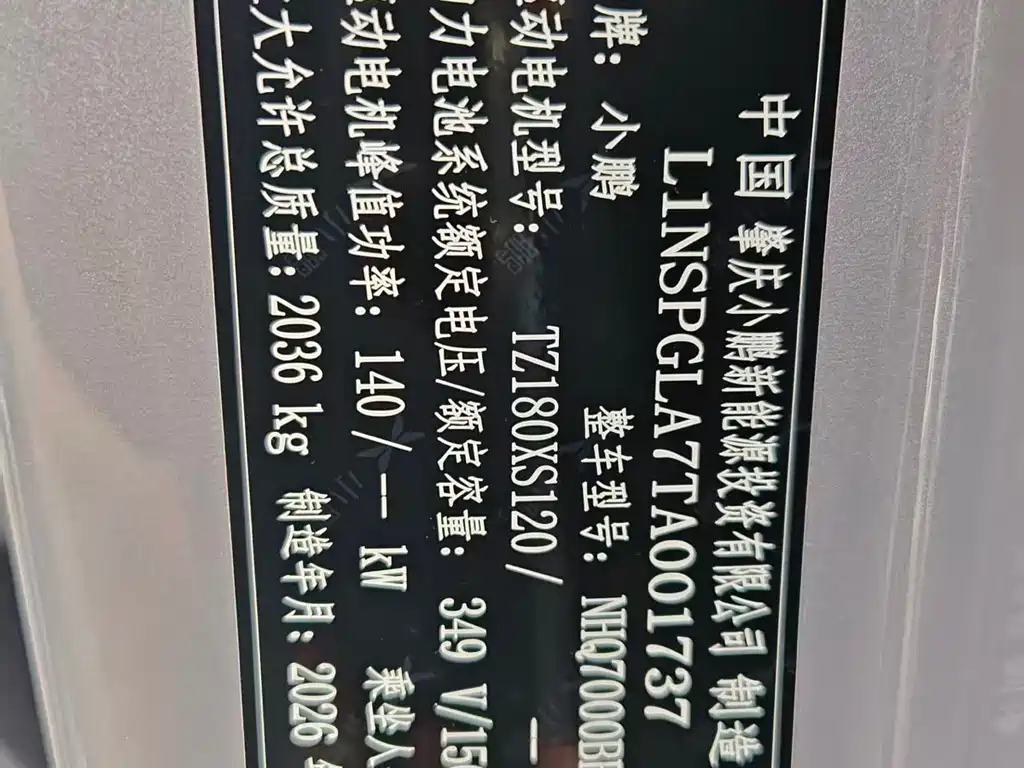 中国 肇庆小鹏新能源投资有限公司 制造
L1NSPGLA7TA001737
牌: 小鹏 整车型号: NHQ7000B
动电机型号: TZ180XS120/ —
力电池系统额定电压/额定容量: 349 V/15
动电机峰值功率: 140/— kW 乘坐人
大允许总质量: 2036 kg 制造年月: 2026